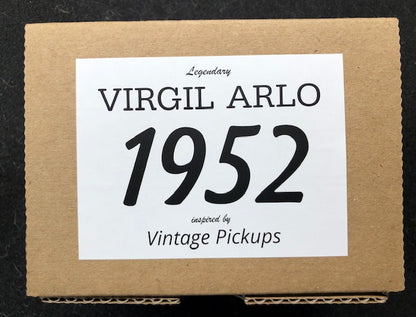 Legendary
VIRGIL ARLO
1952
inspired by
Vintage Pickups